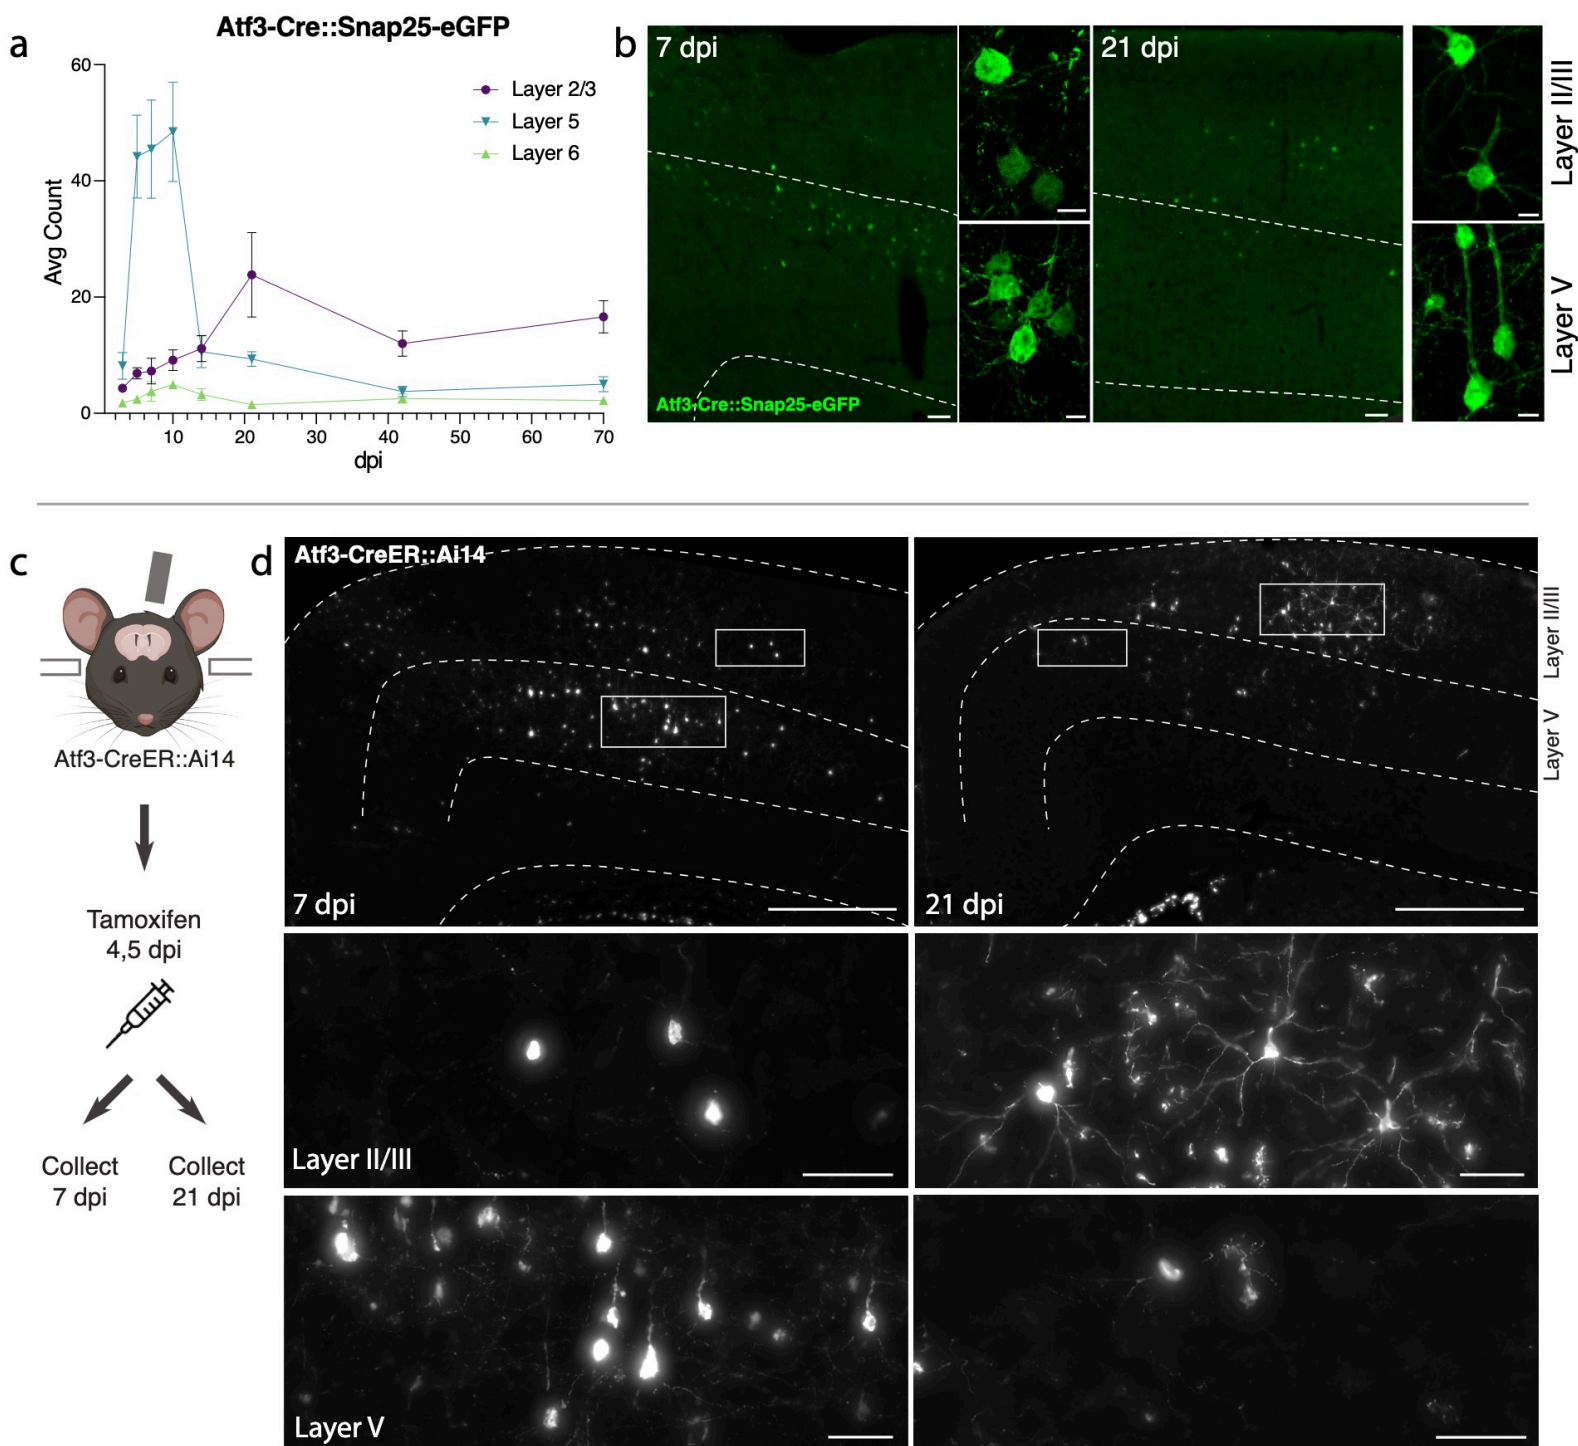 a
Atf3-Cre::Snap25-eGFP
60
40
20
0
Avg Count
10
20
30
40
50
60
70
dpi
Layer 2/3
Layer 5
Layer 6
b
7 dpi
21 dpi
Atf3-Cre::Snap25-eGFP
Layer II/III
Layer V
c
Atf3-CreER::Ai14
Tamoxifen
4,5 dpi
Collect
7 dpi
Collect
21 dpi
d
Atf3-CreER::Ai14
7 dpi
21 dpi
Layer II/III
Layer V
Layer II/III
Layer V